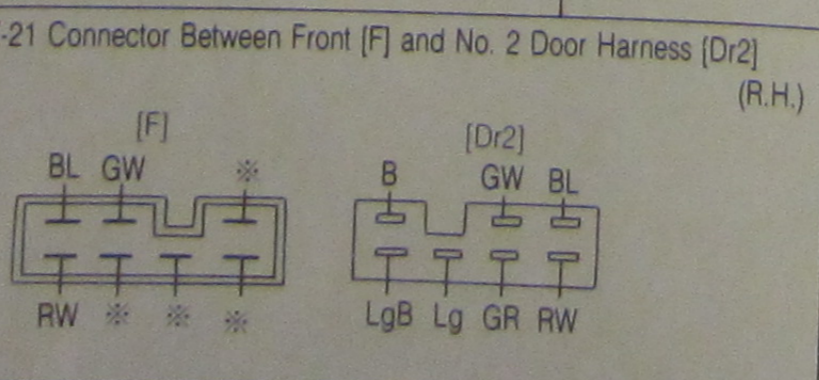 -21 Connector Between Front [F] and No. 2 Door Harness [Dr2]
(R.H.)
[F]
BL GW ※
RW ※ ※ ※
[Dr2]
B GW BL
LgB Lg GR RW